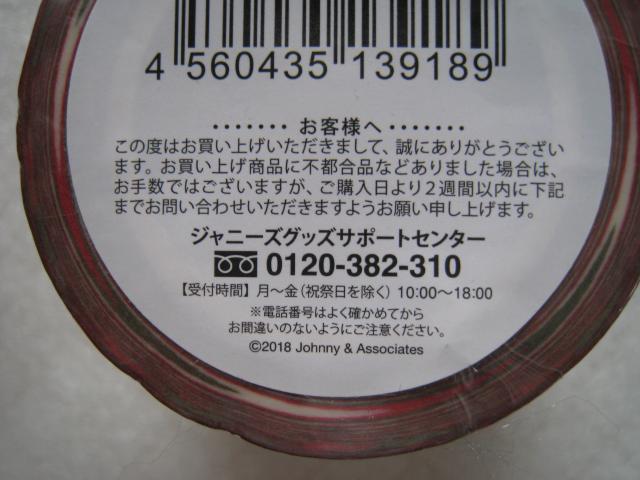 4 560435 139189
······· お客様へ ·······
この度はお買い上げいただきまして、誠にありがとうござい
ます。お買い上げ商品に不都合品などありました場合は、
お手数ではございますが、ご購入日より2週間以内に下記
までお問い合わせいただきますようお願い申し上げます。
ジャニーズグッズサポートセンター
0120-382-310
【受付時間】月〜金(祝祭日を除く) 10:00〜18:00
※電話番号はよく確かめてから
お間違いのないようにご注意ください。
©2018 Johnny & Associates